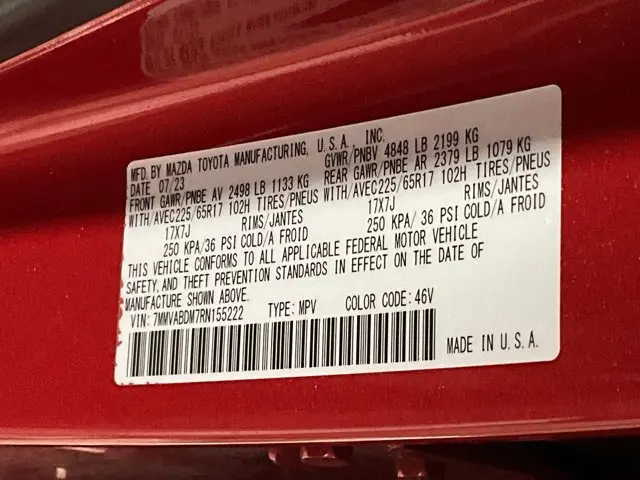 MFD. BY MAZDA TOYOTA MANUFACTURING, U.S.A., INC.
DATE 07/23 GVWR/PNBV 4848 LB 2199 KG
FRONT GAWR/PNBE AV 2498 LB 1133 KG REAR GAWR/PNBE AR 2379 LB 1079 KG
WITH/AVEC225/65R17 102H TIRES/PNEUS WITH/AVEC225/65R17 102H TIRES/PNEUS
17X7J RIMS/JANTES 17X7J RIMS/JANTES
250 KPA/36 PSI COLD/A FROID 250 KPA/ 36 PSI COLD/A FROID
THIS VEHICLE CONFORMS TO ALL APPLICABLE FEDERAL MOTOR VEHICLE
SAFETY, AND THEFT PREVENTION STANDARDS IN EFFECT ON THE DATE OF
MANUFACTURE SHOWN ABOVE.
VIN: 7MMVABDM7RN155222 TYPE: MPV COLOR CODE: 46V
MADE IN U.S.A.